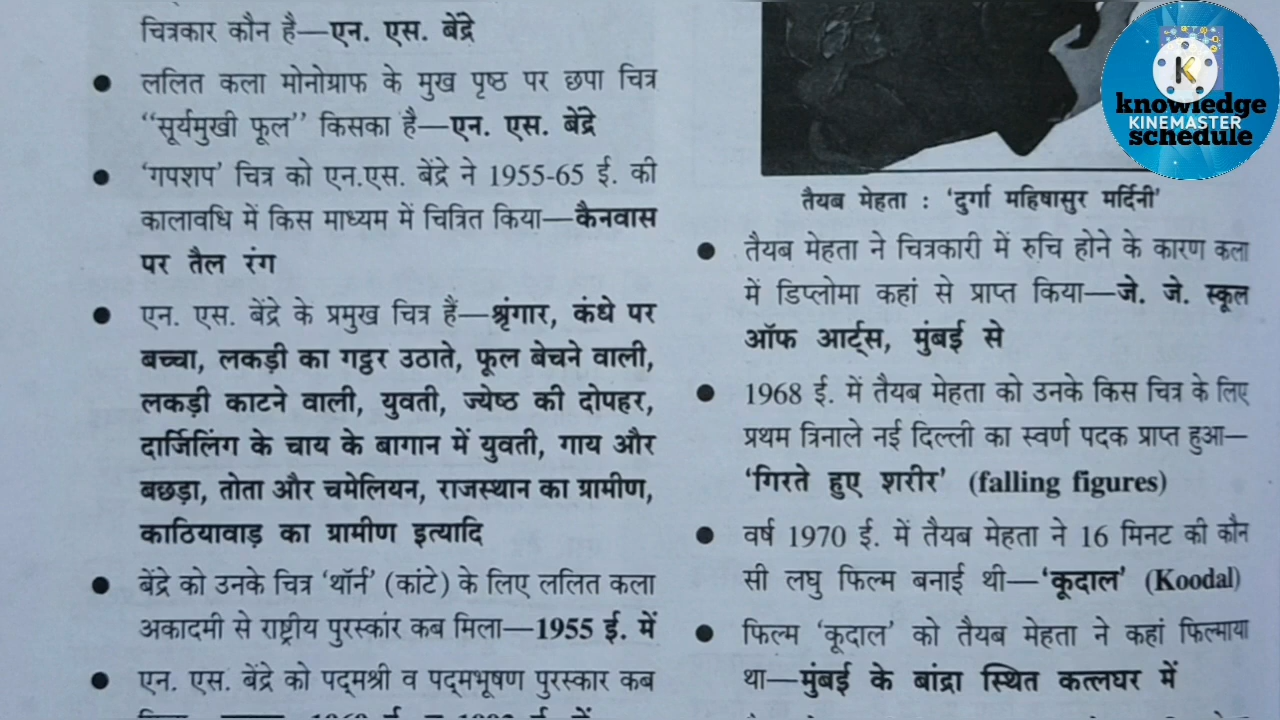 चित्रकार कौन है—एन. एस. बेंद्रे
● ललित कला मोनोग्राफ के मुख पृष्ठ पर छपा चित्र
“सूर्यमुखी फूल” किसका है—एन. एस. बेंद्रे
● ‘गपशप’ चित्र को एन.एस. बेंद्रे ने 1955-65 ई. की
कालावधि में किस माध्यम में चित्रित किया—कैनवास
पर तैल रंग
● एन. एस. बेंद्रे के प्रमुख चित्र हैं—श्रृंगार, कंधे पर
बच्चा, लकड़ी का गट्ठर उठाते, फूल बेचने वाली,
लकड़ी काटने वाली, युवती, ज्येष्ठ की दोपहर,
दार्जिलिंग के चाय के बागान में युवती, गाय और
बछड़ा, तोता और चमेलियन, राजस्थान का ग्रामीण,
काठियावाड़ का ग्रामीण इत्यादि
● बेंद्रे को उनके चित्र ‘थॉर्न’ (कांटे) के लिए ललित कला
अकादमी से राष्ट्रीय पुरस्कार कब मिला—1955 ई. में
● एन. एस. बेंद्रे को पद्मश्री व पद्मभूषण पुरस्कार कब
तैयब मेहता : ‘दुर्गा महिषासुर मर्दिनी’
● तैयब मेहता ने चित्रकारी में रुचि होने के कारण कला
में डिप्लोमा कहां से प्राप्त किया—जे. जे. स्कूल
ऑफ आर्ट्स, मुंबई से
● 1968 ई. में तैयब मेहता को उनके किस चित्र के लिए
प्रथम त्रिनाले नई दिल्ली का स्वर्ण पदक प्राप्त हुआ—
‘गिरते हुए शरीर’ (falling figures)
● वर्ष 1970 ई. में तैयब मेहता ने 16 मिनट की कौन
सी लघु फिल्म बनाई थी—‘कूदाल’ (Koodal)
● फिल्म ‘कूदाल’ को तैयब मेहता ने कहां फिल्माया
था—मुंबई के बांद्रा स्थित कत्लघर में
K
knowledge
KINEMASTER
schedule